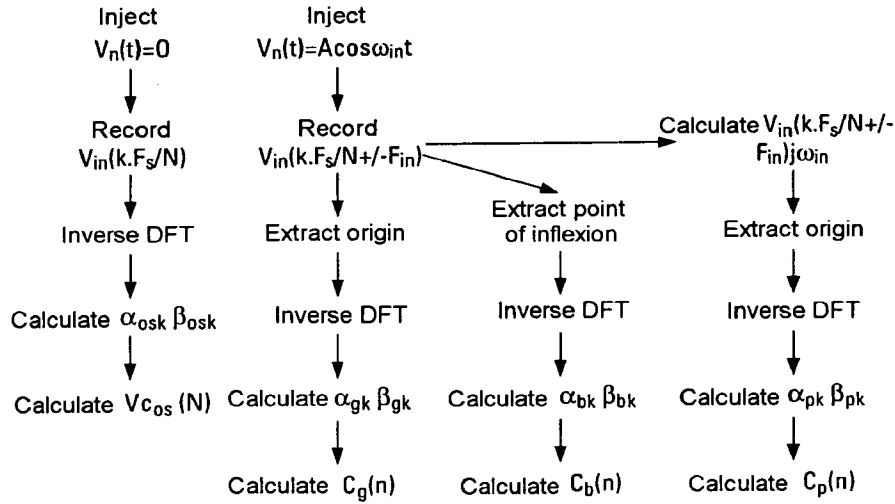 Inject
Vn(t)=0
Record
Vin(k.Fs/N)
Inverse DFT
Calculate αosk βosk
Calculate Vcos (N)
Inject
Vn(t)=Acosωint
Record
Vin(k.Fs/N+/-Fin)
Extract origin
Inverse DFT
Calculate αgk βgk
Calculate Cg(n)
Extract point
of inflexion
Inverse DFT
Calculate αbk βbk
Calculate Cb(n)
Calculate Vin(k.Fs/N+/-
Fin)jωin
Extract origin
Inverse DFT
Calculate αpk βpk
Calculate Cp(n)